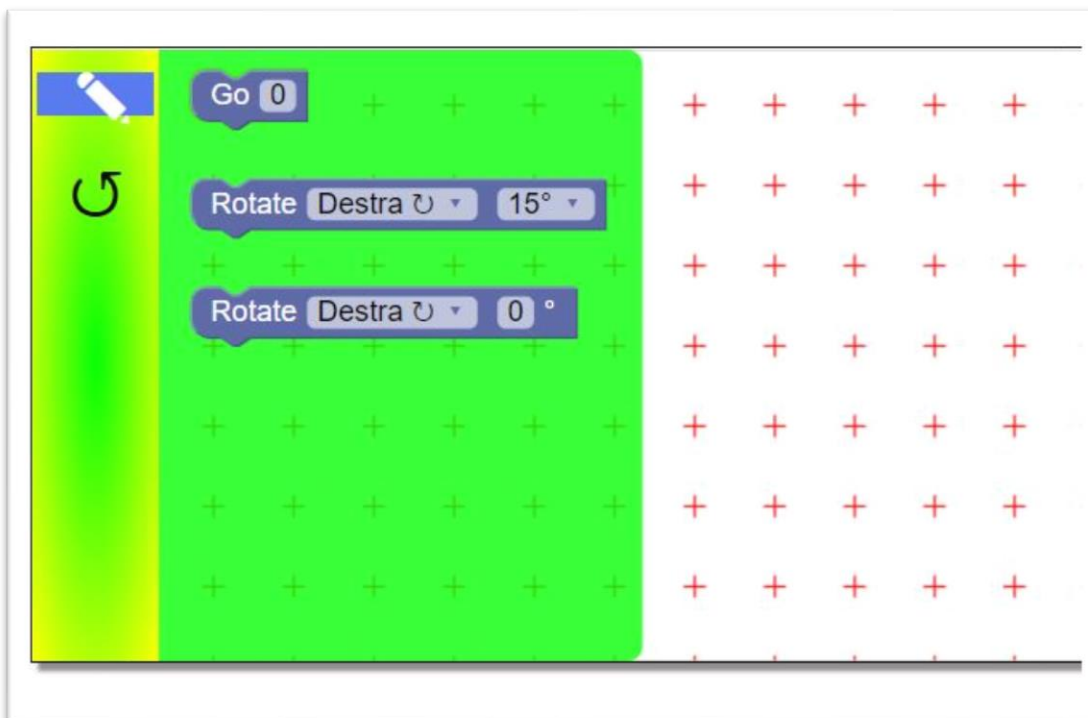 Go 0
Rotate Destra ↻ ▾ 15° ▾
Rotate Destra ↻ ▾ 0 °